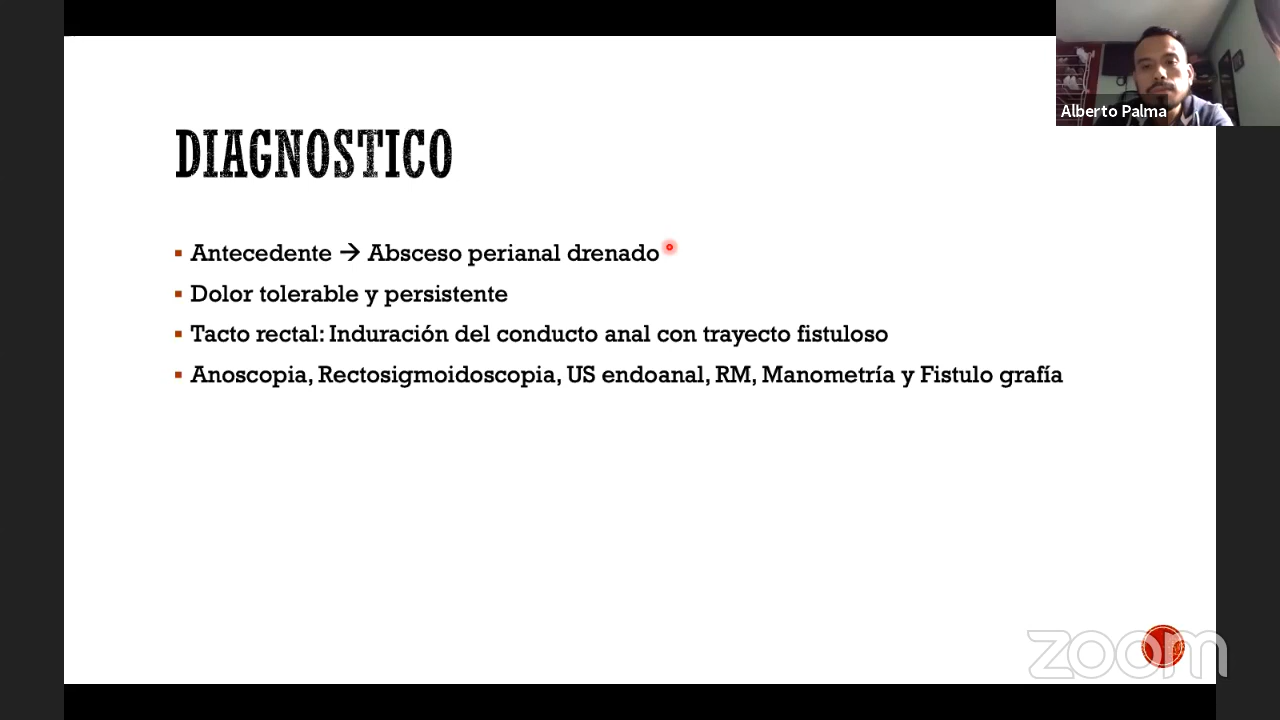 Alberto Palma
DIAGNOSTICO
Antecedente → Absceso perianal drenado
Dolor tolerable y persistente
Tacto rectal: Induración del conducto anal con trayecto fistuloso
Anoscopia, Rectosigmoidoscopia, US endoanal, RM, Manometría y Fistulo grafía
zoom